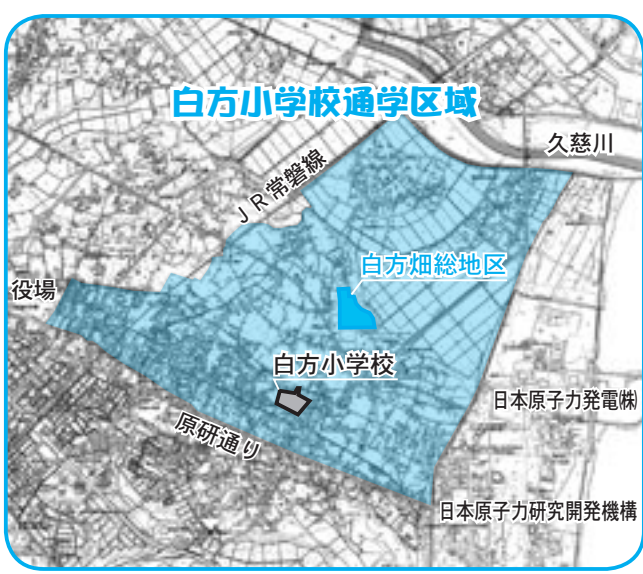 白方小学校通学区域
久慈川
JR常磐線
白方畑総地区
役場
白方小学校
日本原子力発電㈱
原研通り
日本原子力研究開発機構